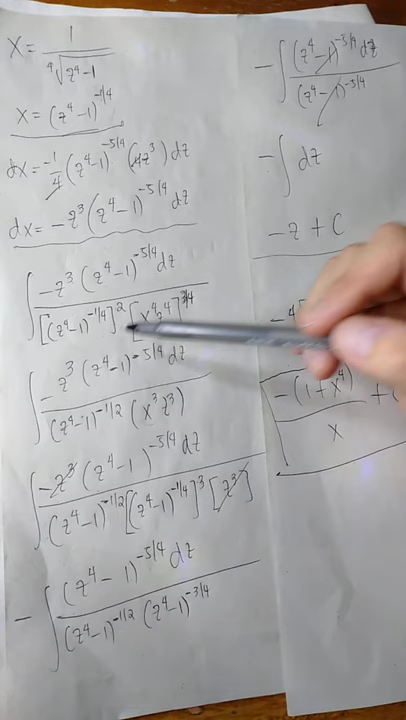 x = 1 / ⁴√(z⁴-1)
x = (z⁴-1)^-1/4
dx = -1/4 (z⁴-1)^-5/4 (4z³) dz
dx = -z³ (z⁴-1)^-5/4 dz
∫ -z³ (z⁴-1)^-5/4 dz / [(z⁴-1)^-1/4]² [x⁴z⁴]^3/4
∫ -z³ (z⁴-1)^-5/4 dz / (z⁴-1)^-1/2 (x³z³)
∫ -z³ (z⁴-1)^-5/4 dz / (z⁴-1)^-1/2 [(z⁴-1)^-1/4]³ [z³]
- ∫ (z⁴-1)^-5/4 dz / (z⁴-1)^-1/2 (z⁴-1)^-3/4
- ∫ (z⁴-1)^-5/4 dz / (z⁴-1)^-5/4
- ∫ dz
- z + C
-(1+x⁴) / x +